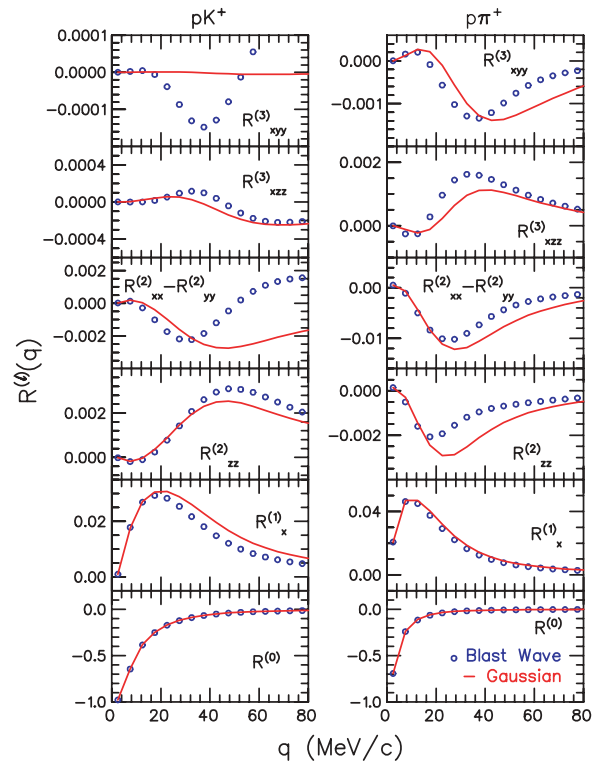 pK⁺ pπ⁺
0.0001
0.0000
−0.0001
R⁽³⁾xyy
0.000
−0.001
R⁽³⁾xyy
0.0004
0.0000
−0.0004
R⁽³⁾xzz
0.002
0.000
R⁽³⁾xzz
0.002
0.000
−0.002
R⁽²⁾xx−R⁽²⁾yy
0.00
−0.01
R⁽²⁾xx−R⁽²⁾yy
0.002
0.000
R⁽²⁾zz
0.000
−0.002
R⁽²⁾zz
0.02
0.00
R⁽¹⁾x
0.04
0.00
R⁽¹⁾x
0.0
−0.5
−1.0
R⁽⁰⁾
0.0
−0.5
−1.0
R⁽⁰⁾
Blast Wave
Gaussian
R⁽ℓ⁾(q)
0 20 40 60 80
0 20 40 60 80
q (MeV/c)